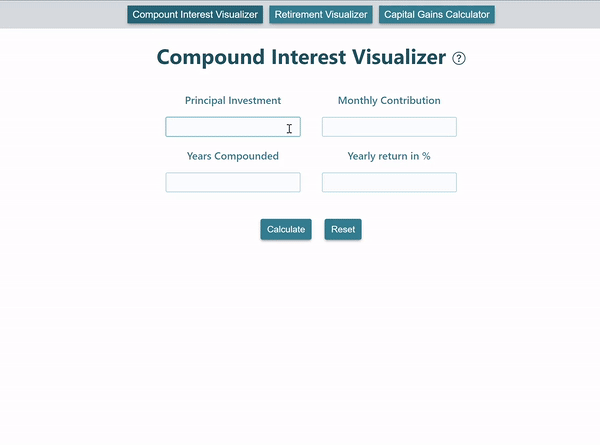 Compount Interest Visualizer Retirement Visualizer Capital Gains Calculator
Compound Interest Visualizer ?
Principal Investment Monthly Contribution
Years Compounded Yearly return in %
Calculate Reset